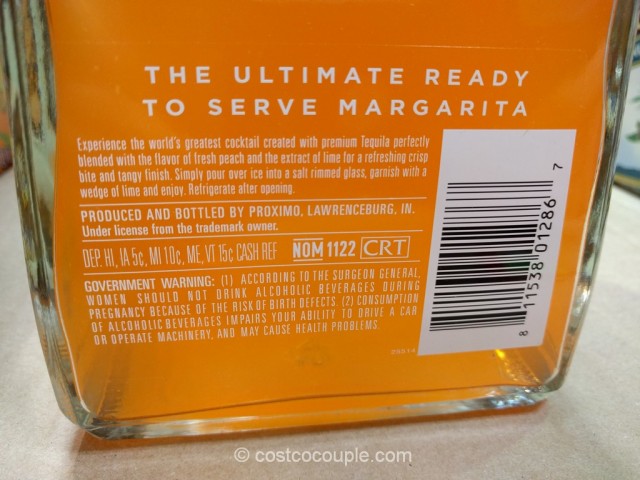 THE ULTIMATE READY
TO SERVE MARGARITA
Experience the world's greatest cocktail created with premium Tequila perfectly
blended with the flavor of fresh peach and the extract of lime for a refreshing crisp
bite and tangy finish. Simply pour over ice into a salt rimmed glass, garnish with a
wedge of lime and enjoy. Refrigerate after opening.
PRODUCED AND BOTTLED BY PROXIMO. LAWRENCEBURG, IN.
Under license from the trademark owner.
DEP. HI, IA 5¢, MI 10¢, ME, VT 15¢ CASH REF NOM 1122 CRT
GOVERNMENT WARNING: (1) ACCORDING TO THE SURGEON GENERAL,
WOMEN SHOULD NOT DRINK ALCOHOLIC BEVERAGES DURING
PREGNANCY BECAUSE OF THE RISK OF BIRTH DEFECTS. (2) CONSUMPTION
OF ALCOHOLIC BEVERAGES IMPAIRS YOUR ABILITY TO DRIVE A CAR
OR OPERATE MACHINERY, AND MAY CAUSE HEALTH PROBLEMS.
8 11538 01286 7
© costcocouple.com